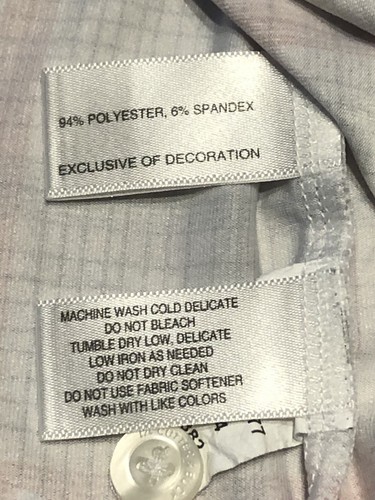 94% POLYESTER, 6% SPANDEX
EXCLUSIVE OF DECORATION
MACHINE WASH COLD DELICATE
DO NOT BLEACH
TUMBLE DRY LOW, DELICATE
LOW IRON AS NEEDED
DO NOT DRY CLEAN
DO NOT USE FABRIC SOFTENER
WASH WITH LIKE COLORS